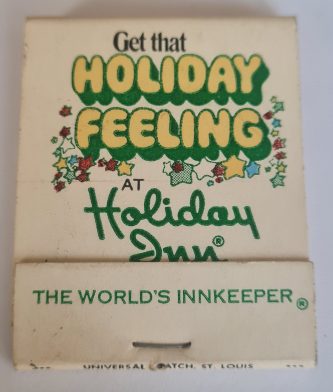 Get that
HOLIDAY
FEELING
AT
Holiday
Inn®
THE WORLD'S INNKEEPER®
UNIVERSAL MATCH, ST. LOUIS